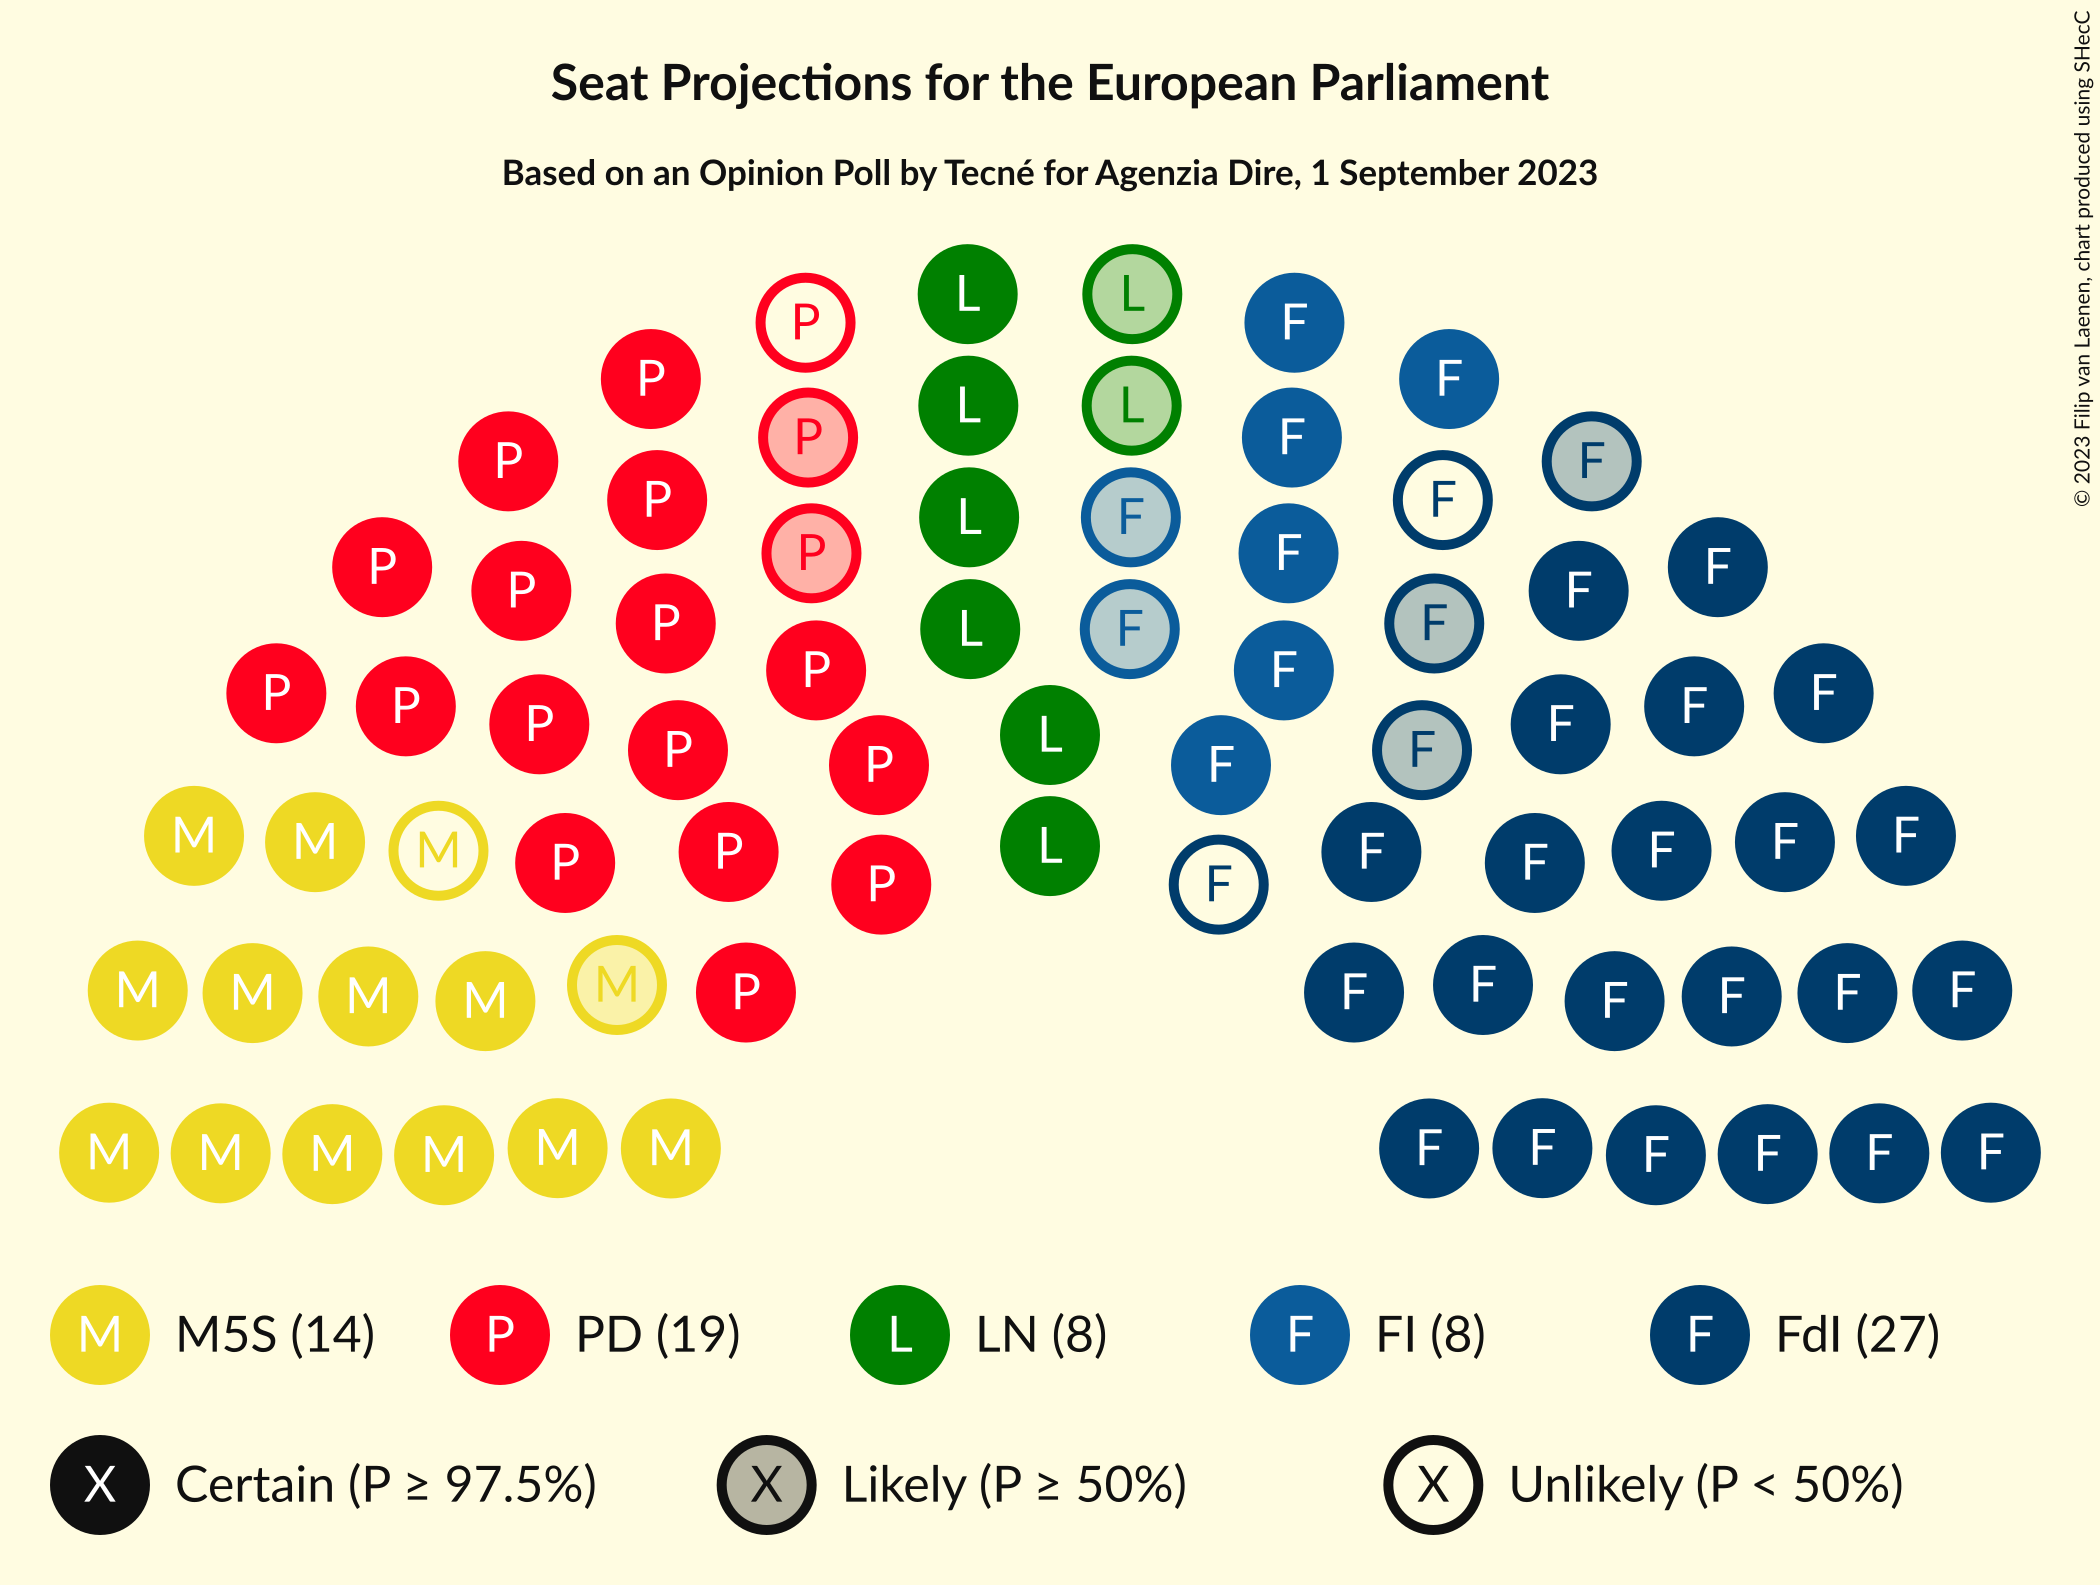 Seat Projections for the European Parliament
Based on an Opinion Poll by Tecné for Agenzia Dire, 1 September 2023
© 2023 Filip van Laenen, chart produced using SHecC
L L
P F
P F
P L L F
P F F
P P F F
P L F
P F
P F
P F F
P L F
P P F
P P F F
P P F F
P L F
P P F
M M M P P P L F F F F F F
M M M M M P F F F F F F
M M M M M M F F F F F F
M M5S (14) P PD (19) L LN (8) F FI (8) F FdI (27)
X Certain (P ≥ 97.5%) X Likely (P ≥ 50%) X Unlikely (P < 50%)